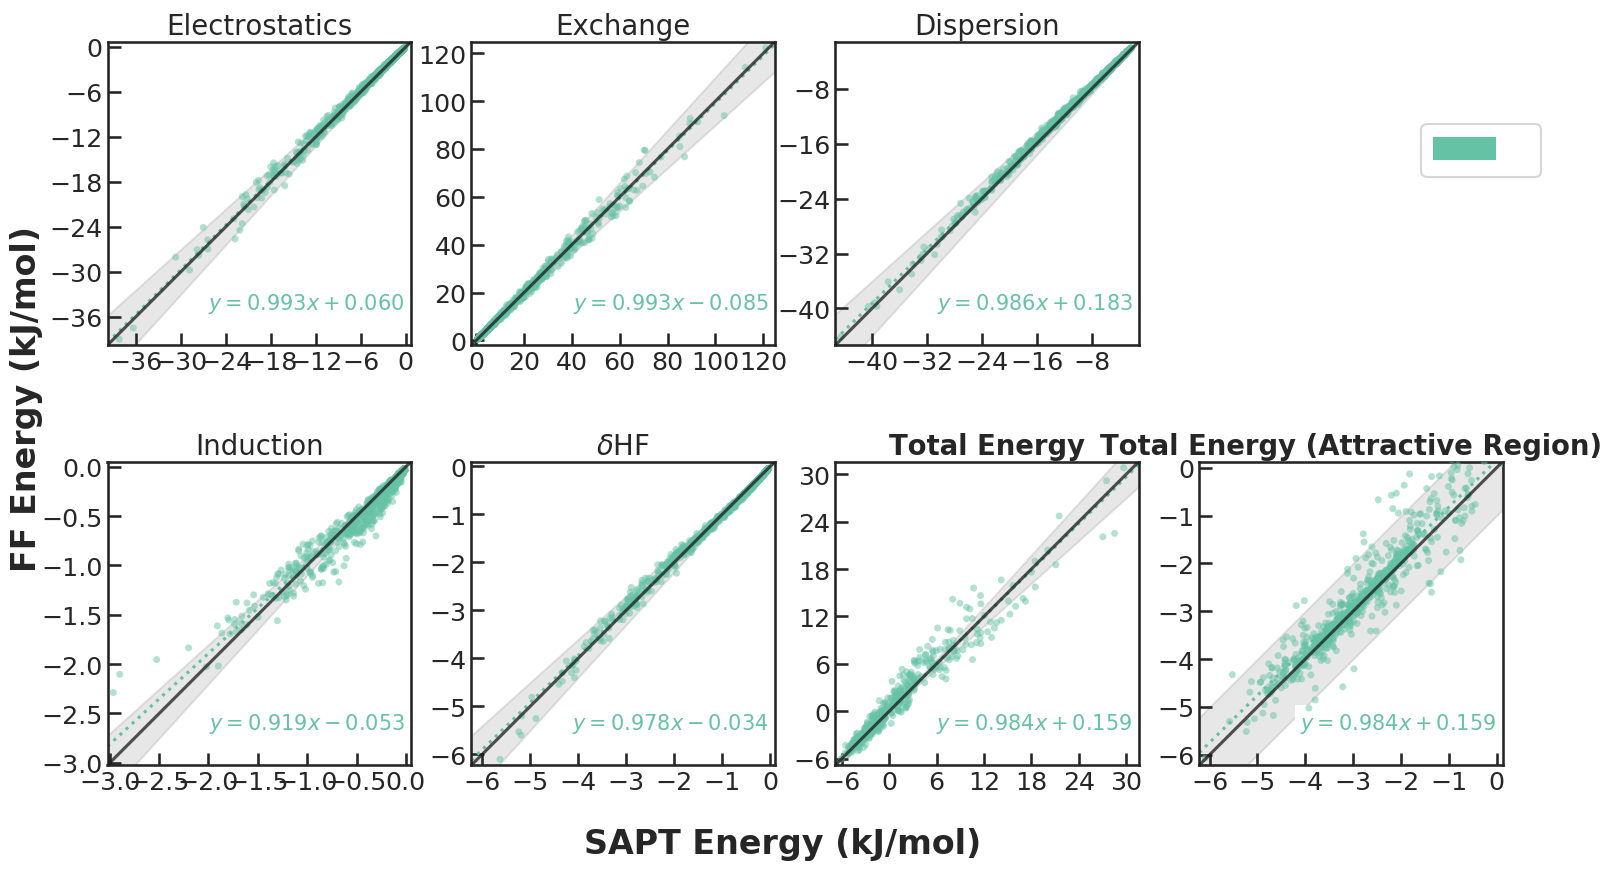 Electrostatics
Exchange
Dispersion
0
−6
−12
−18
−24
−30
−36
−36 −30 −24 −18 −12 −6 0
y = 0.993x + 0.060
120
100
80
60
40
20
0
0 20 40 60 80 100 120
y = 0.993x − 0.085
−8
−16
−24
−32
−40
−40 −32 −24 −16 −8
y = 0.986x + 0.183
FF Energy (kJ/mol)
Induction
δHF
Total Energy
Total Energy (Attractive Region)
0.0
−0.5
−1.0
−1.5
−2.0
−2.5
−3.0
−3.0 −2.5 −2.0 −1.5 −1.0 −0.5 0.0
y = 0.919x − 0.053
0
−1
−2
−3
−4
−5
−6
−6 −5 −4 −3 −2 −1 0
y = 0.978x − 0.034
30
24
18
12
6
0
−6
−6 0 6 12 18 24 30
y = 0.984x + 0.159
0
−1
−2
−3
−4
−5
−6
−6 −5 −4 −3 −2 −1 0
y = 0.984x + 0.159
SAPT Energy (kJ/mol)